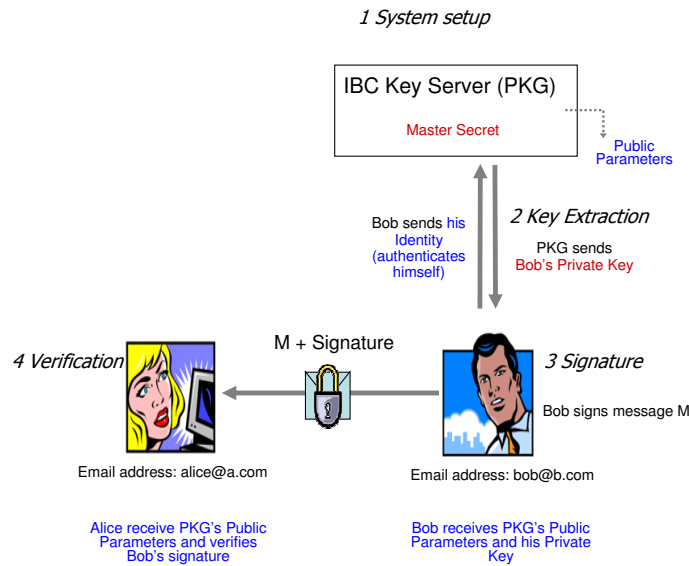 1 System setup
IBC Key Server (PKG)
Master Secret
Public
Parameters
Bob sends his
Identity
(authenticates
himself)
2 Key Extraction
PKG sends
Bob's Private Key
4 Verification
M + Signature
3 Signature
Bob signs message M
Email address: alice@a.com
Email address: bob@b.com
Alice receive PKG's Public
Parameters and verifies
Bob's signature
Bob receives PKG's Public
Parameters and his Private
Key